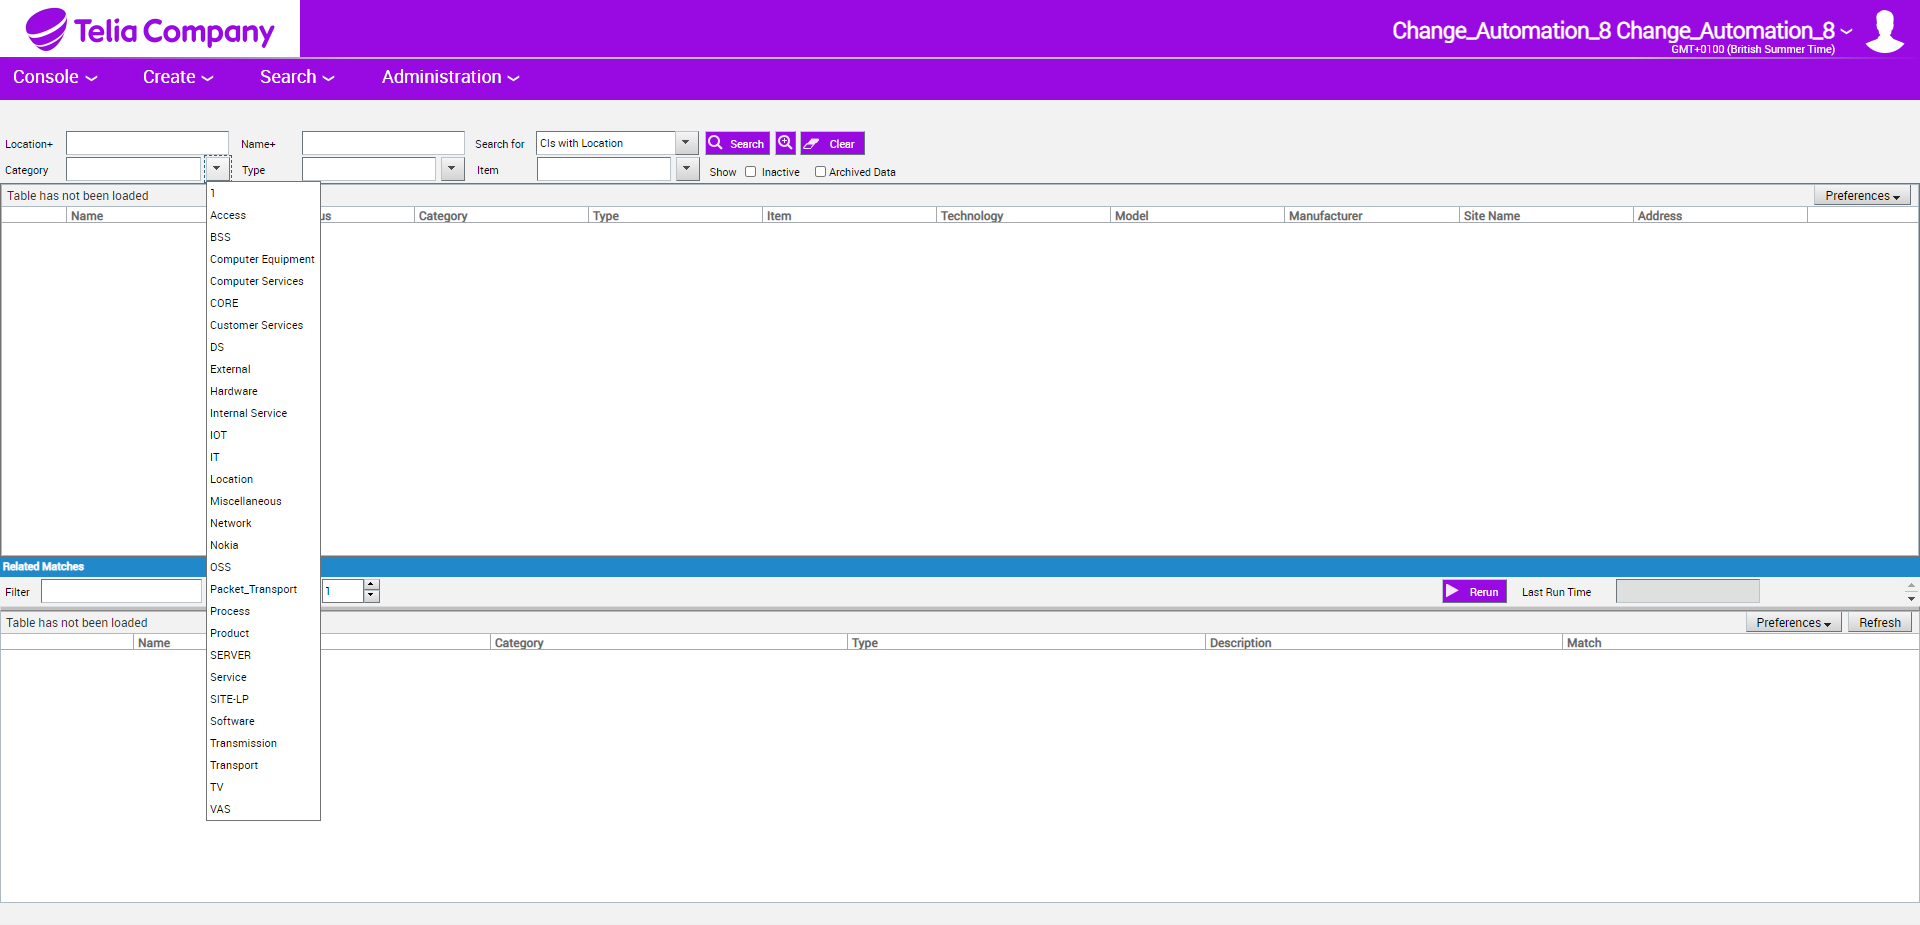 Telia Company
Change_Automation_8 Change_Automation_8
GMT+0100 (British Summer Time)
Console
Create
Search
Administration
Location+
Name+
Search for
CIs with Location
Search
Clear
Category
Type
Item
Show
Inactive
Archived Data
Table has not been loaded
Preferences
Name
us
Category
Type
Item
Technology
Model
Manufacturer
Site Name
Address
1
Access
BSS
Computer Equipment
Computer Services
CORE
Customer Services
DS
External
Hardware
Internal Service
IOT
IT
Location
Miscellaneous
Network
Nokia
OSS
Packet_Transport
Process
Product
SERVER
Service
SITE-LP
Software
Transmission
Transport
TV
VAS
Related Matches
Filter
1
Rerun
Last Run Time
Table has not been loaded
Preferences
Refresh
Name
Category
Type
Description
Match